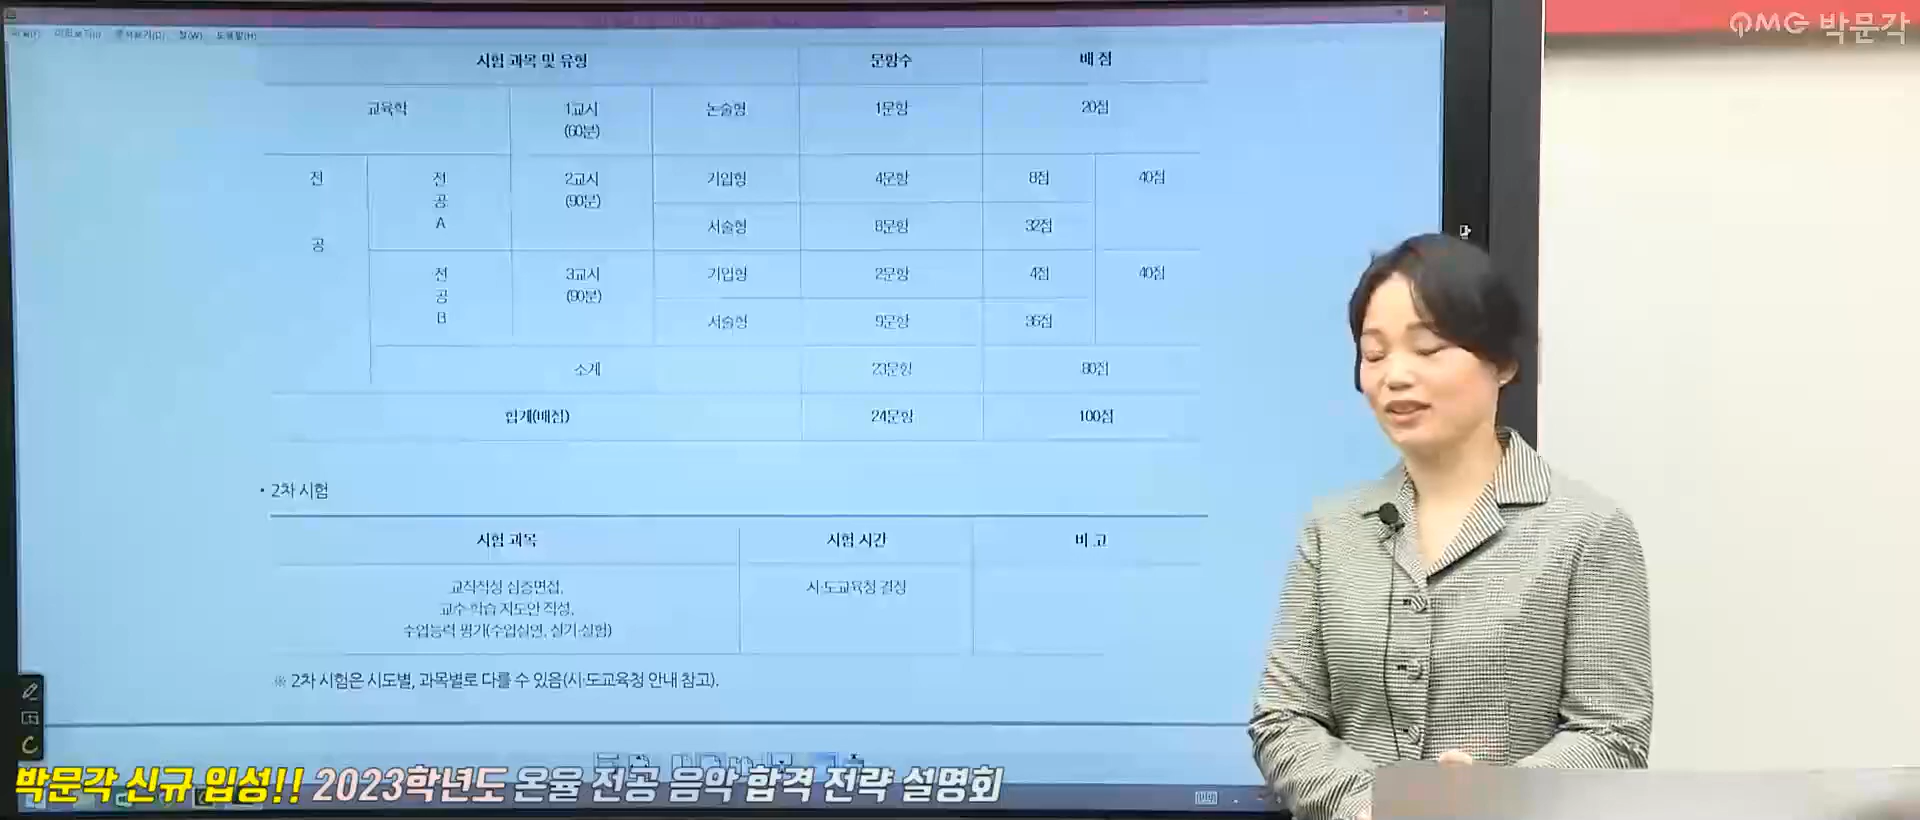 QMG 박문각
시험 과목 및 유형 문항수 배 점
교육학 1교시 (60분) 논술형 1문항 20점
전 공 전 공 A 2교시 (90분) 기입형 4문항 8점 40점
서술형 8문항 32점
전 공 B 3교시 (90분) 기입형 2문항 4점 40점
서술형 9문항 36점
소계 23문항 80점
합계(배점) 24문항 100점
• 2차 시험
시험 과목 시험 시간 비 고
교직적성 심층면접, 시·도교육청 결정
교수·학습 지도안 작성,
수업능력 평가(수업실연, 실기·실험)
※ 2차 시험은 시도별, 과목별로 다를 수 있음(시·도교육청 안내 참고).
박문각 신규 입성!! 2023학년도 온율 전공 음악 합격 전략 설명회